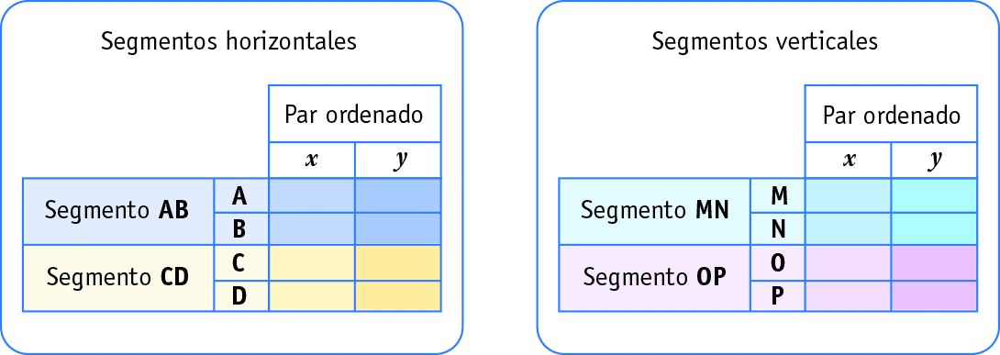 Segmentos horizontales
Par ordenado
x y
Segmento AB
A
B
Segmento CD
C
D
Segmentos verticales
Par ordenado
x y
Segmento MN
M
N
Segmento OP
O
P